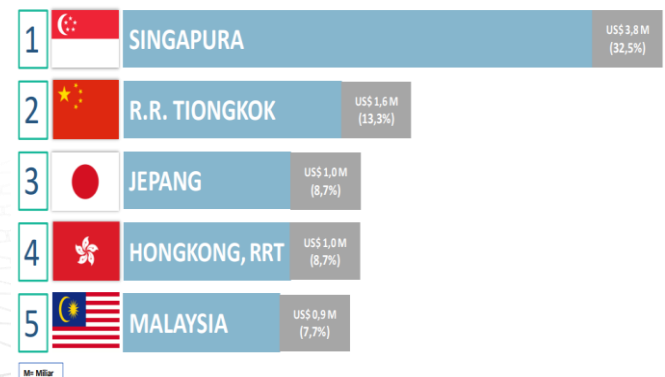 1
SINGAPURA
US$ 3,8 M
(32,5%)
2
R.R. TIONGKOK
US$ 1,6 M
(13,3%)
3
JEPANG
US$ 1,0 M
(8,7%)
4
HONGKONG, RRT
US$ 1,0 M
(8,7%)
5
MALAYSIA
US$ 0,9 M
(7,7%)
M= Miliar